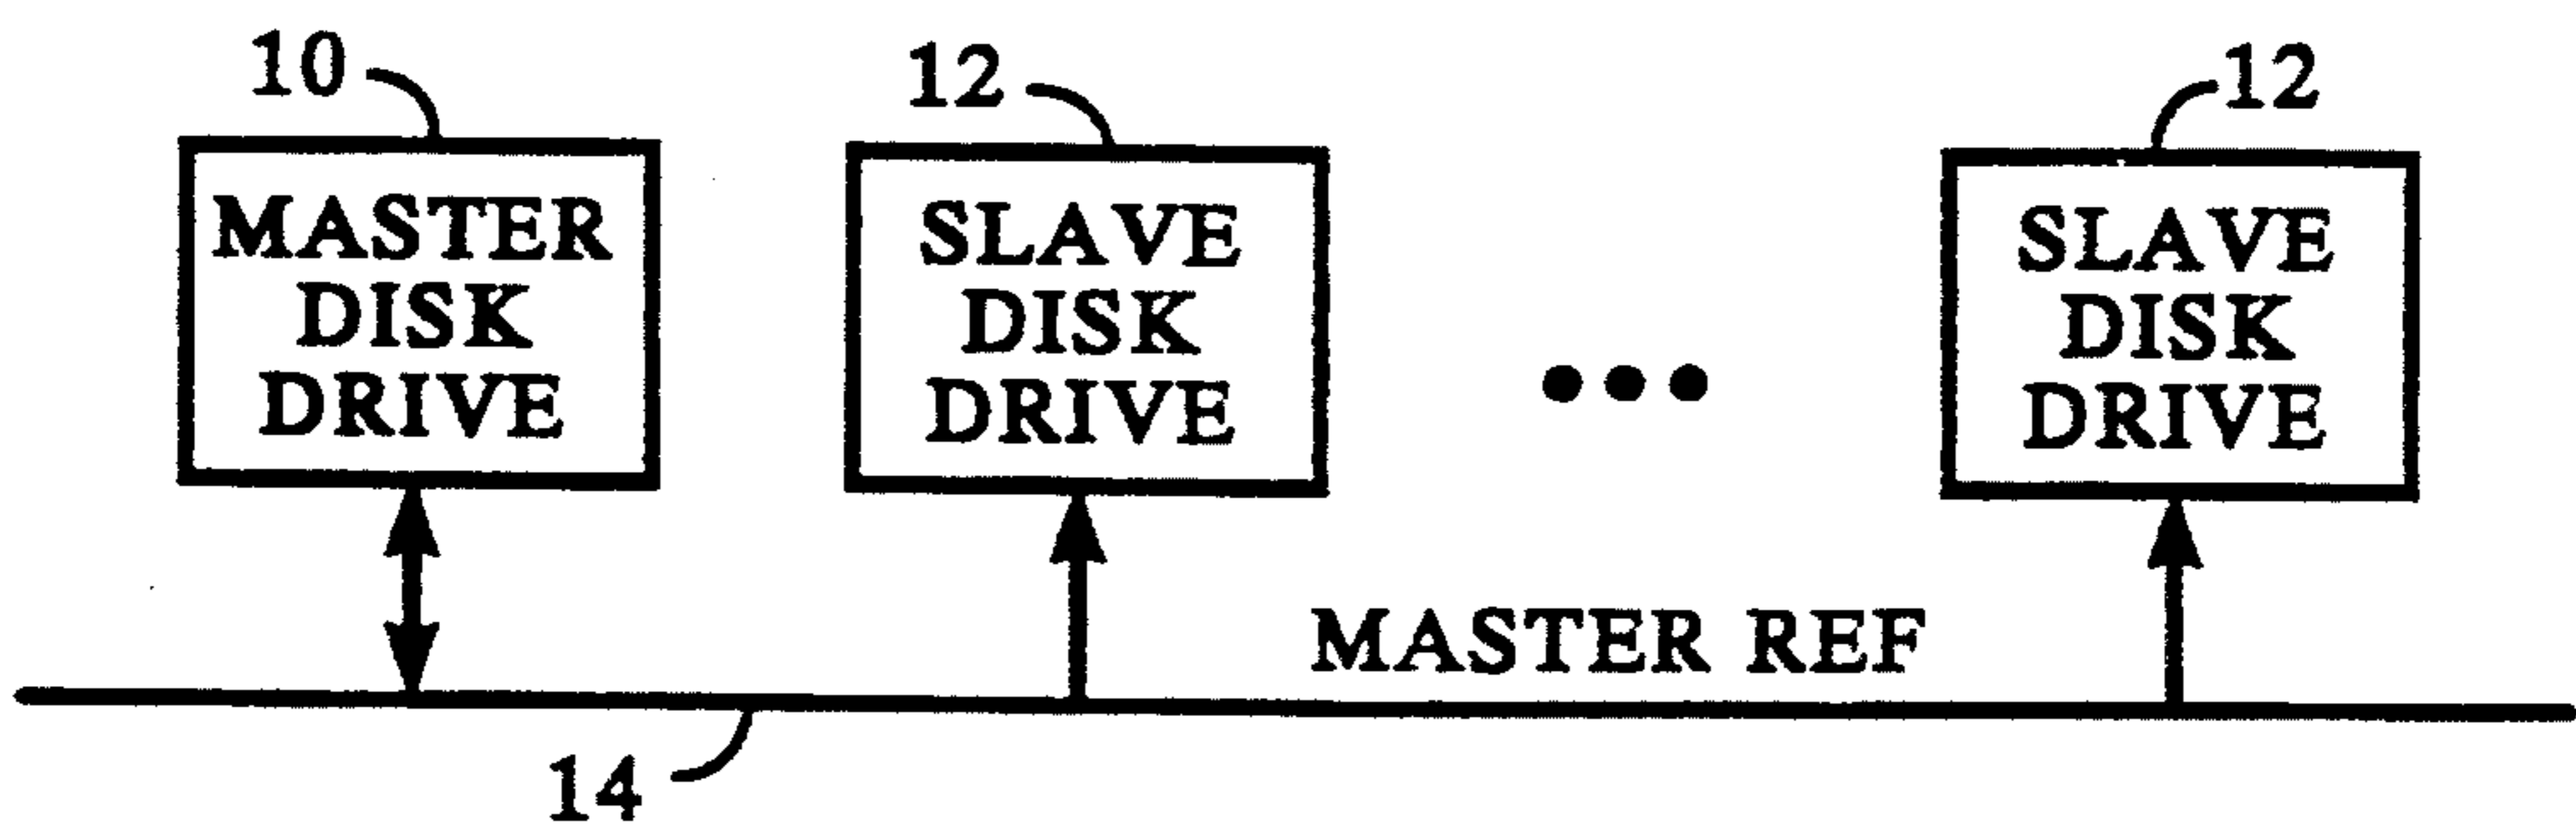 10
12
12
MASTER
DISK
DRIVE
SLAVE
DISK
DRIVE
SLAVE
DISK
DRIVE
MASTER REF
14